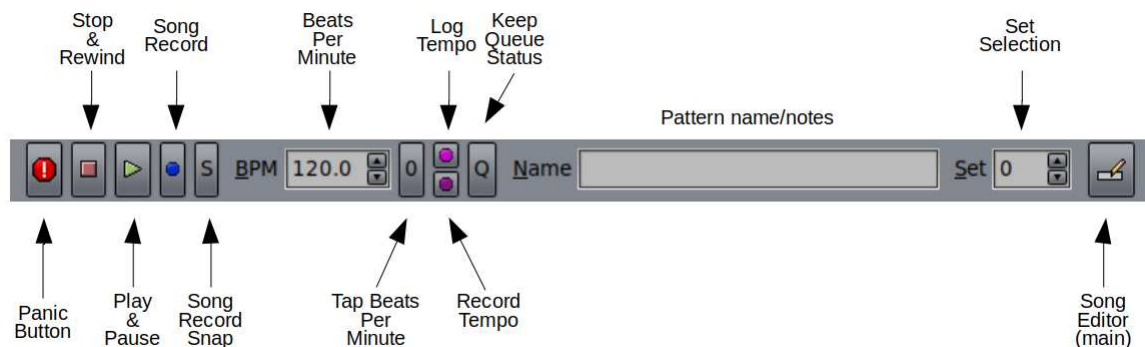 Stop
&
Rewind
Song
Record
Beats
Per
Minute
Log
Tempo
Keep
Queue
Status
Set
Selection
Pattern name/notes
S
BPM
120.0
0
Q
Name
Set
0
Panic
Button
Play
&
Pause
Song
Record
Snap
Tap Beats
Per
Minute
Record
Tempo
Song
Editor
(main)